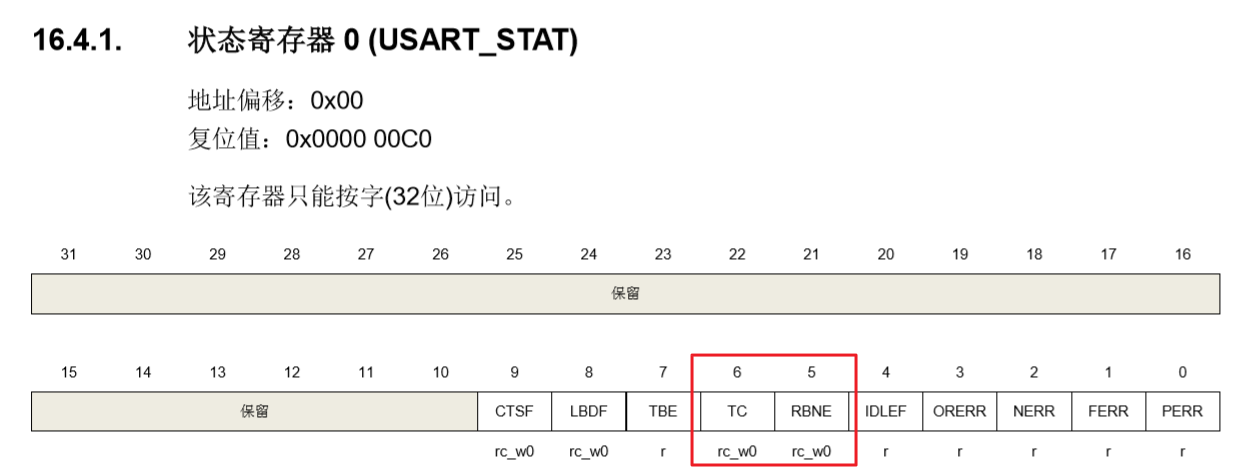 16.4.1. 状态寄存器 0 (USART_STAT)
地址偏移：0x00
复位值：0x0000 00C0
该寄存器只能按字(32位)访问。
31 30 29 28 27 26 25 24 23 22 21 20 19 18 17 16
保留
15 14 13 12 11 10 9 8 7 6 5 4 3 2 1 0
保留 CTSF LBDF TBE TC RBNE IDLEF ORERR NERR FERR PERR
rc_w0 rc_w0 r rc_w0 rc_w0 r r r r r